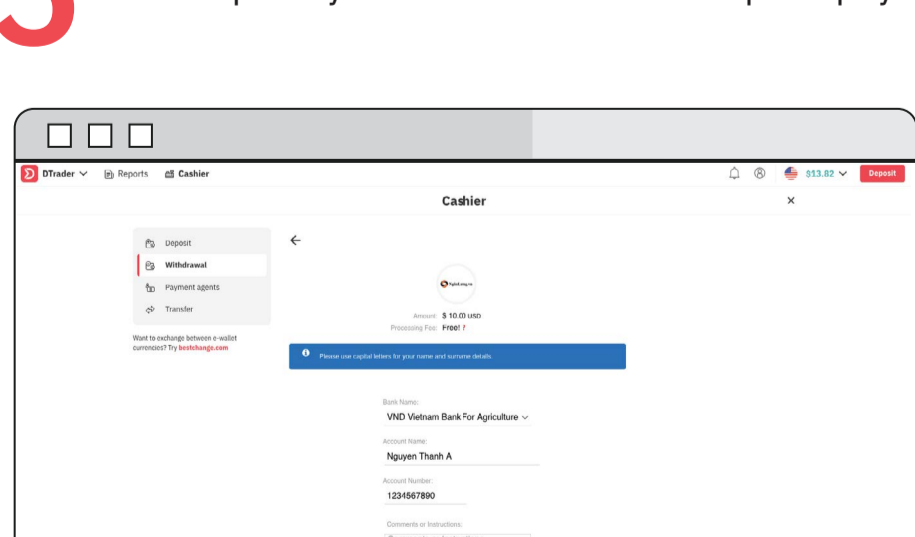 DTrader
Reports
Cashier
$13.82
Deposit
Cashier
Deposit
Withdrawal
Payment agents
Transfer
Want to exchange between e-wallet
currencies? Try bestchange.com
Amount: $ 10.00 USD
Processing Fee: Free! ?
Please use capital letters for your name and surname details.
Bank Name:
VND Vietnam Bank For Agriculture
Account Name:
Nguyen Thanh A
Account Number:
1234567890
Comments or Instructions: